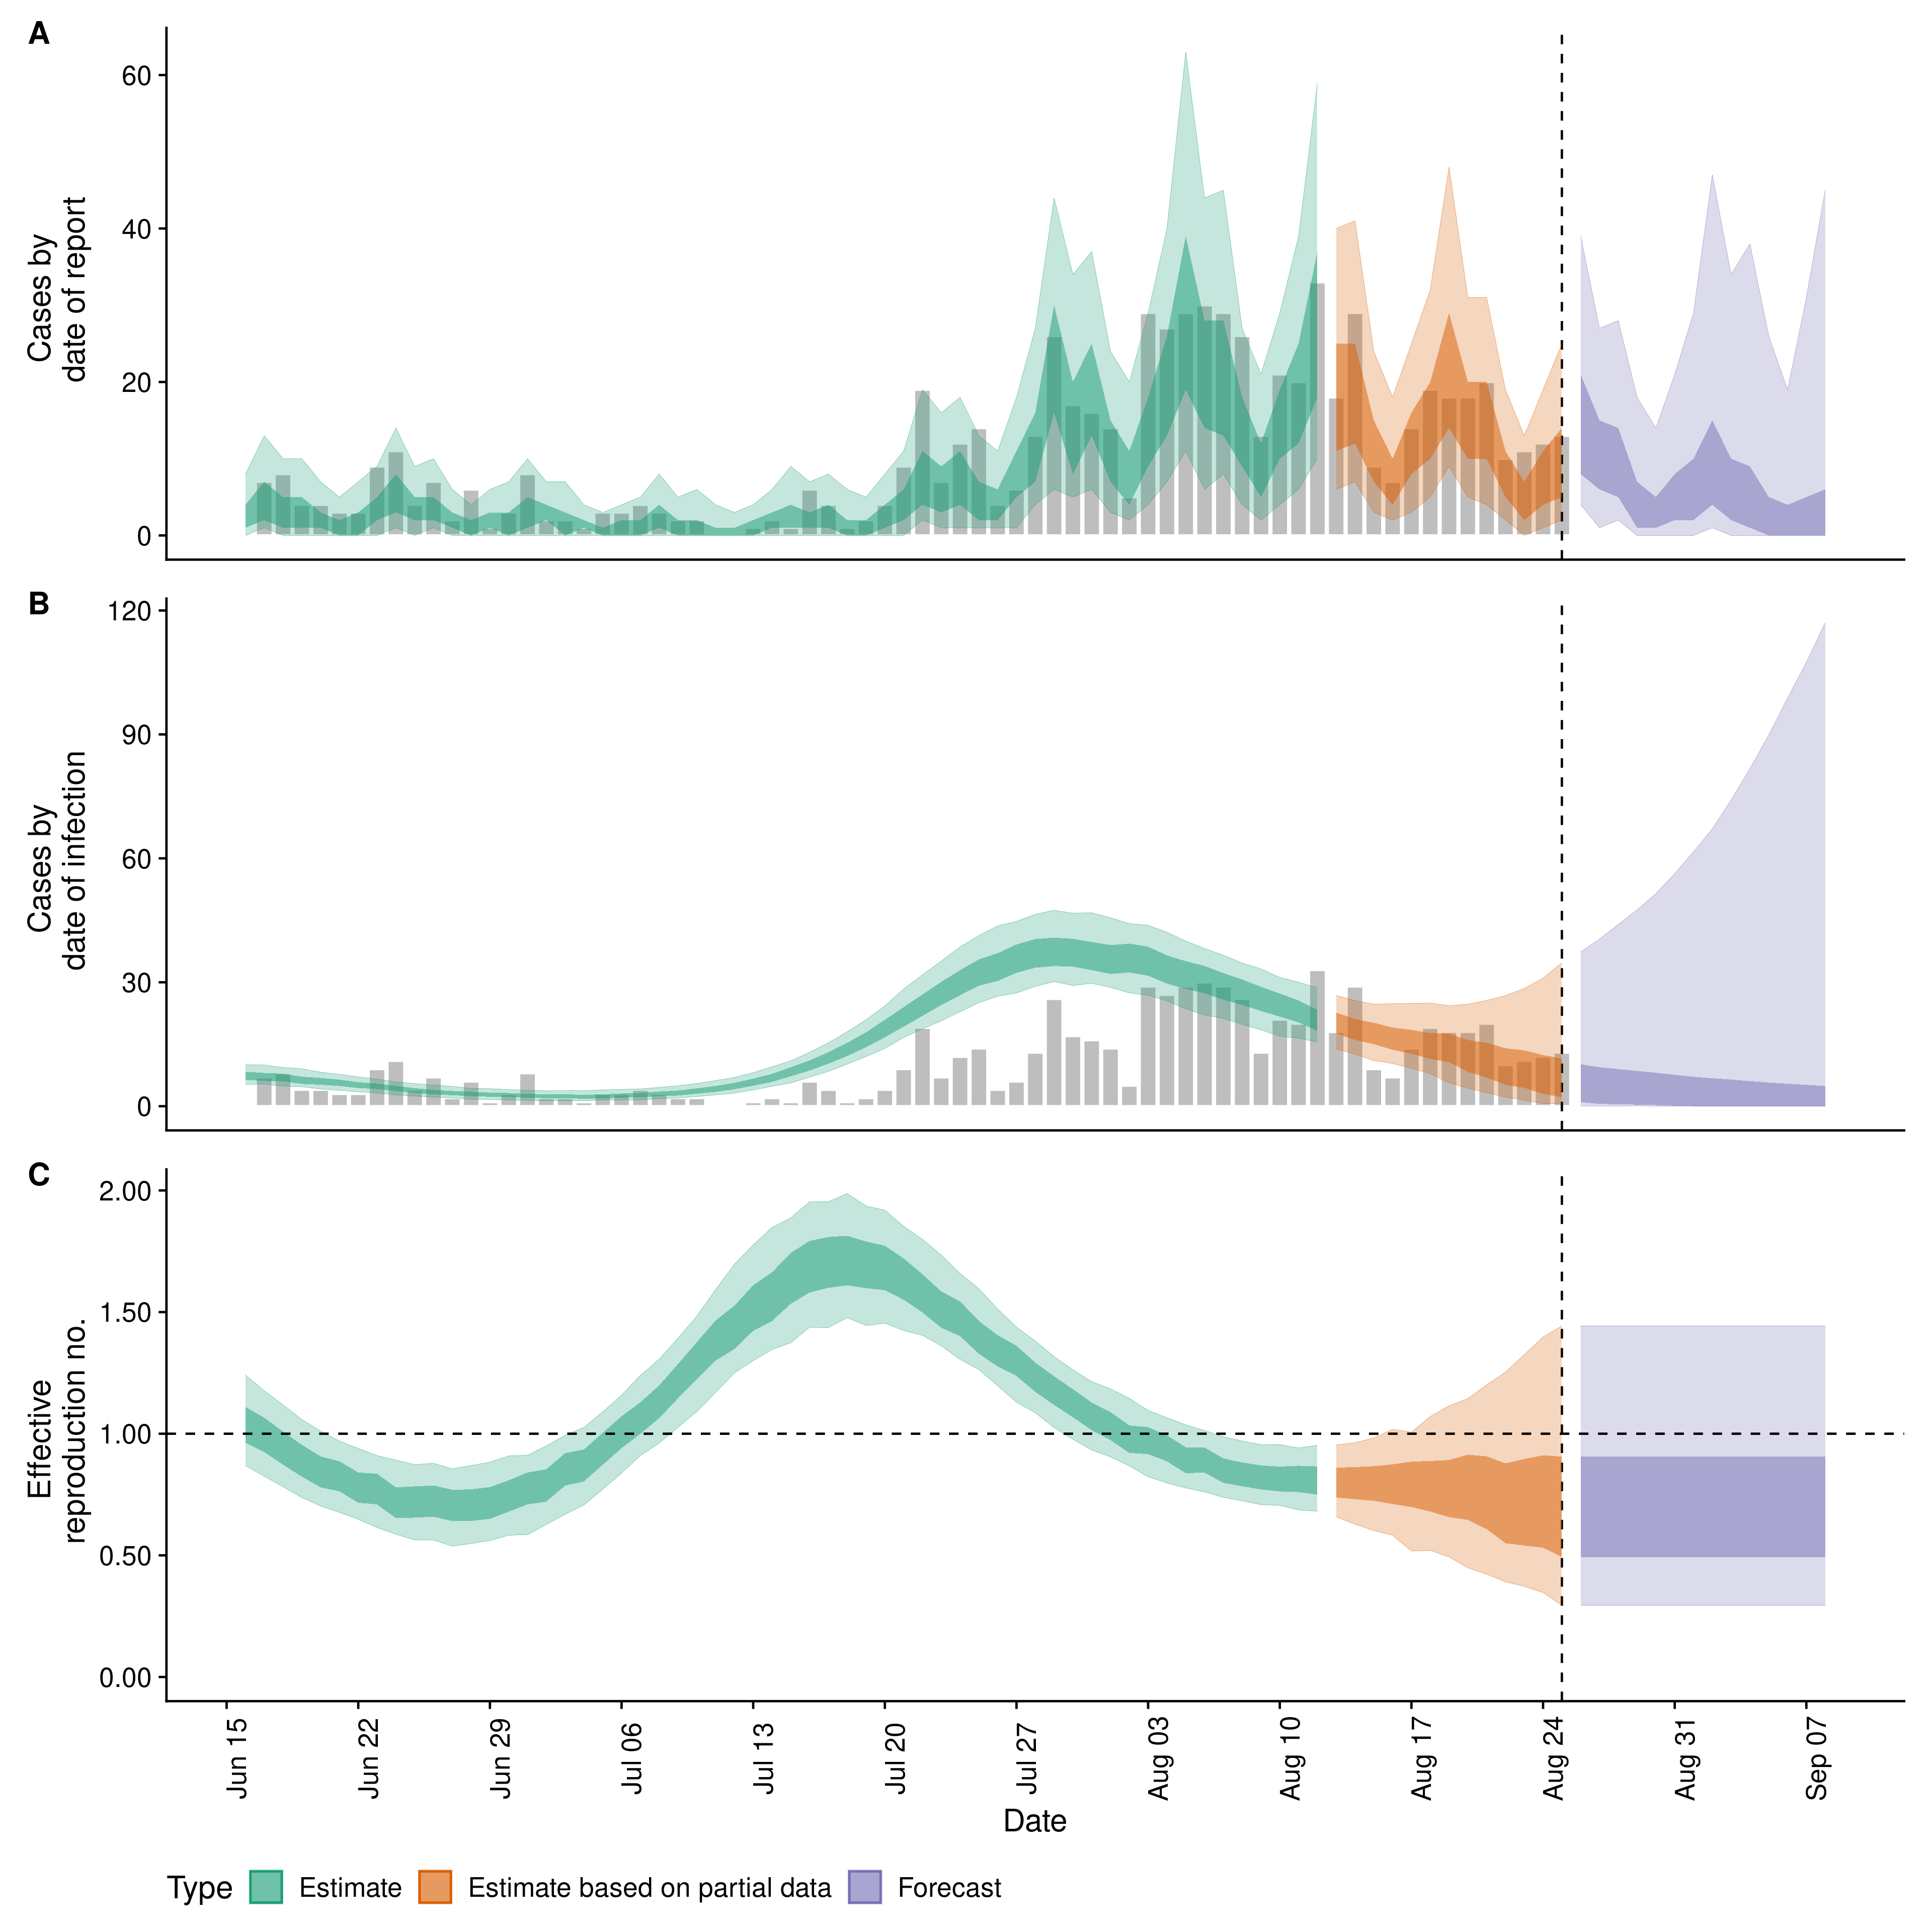 A
60
40
20
0
Cases by
date of report
B
120
90
60
30
0
Cases by
date of infection
C
2.00
1.50
1.00
0.50
0.00
Effective
reproduction no.
Jun 15
Jun 22
Jun 29
Jul 06
Jul 13
Jul 20
Jul 27
Aug 03
Aug 10
Aug 17
Aug 24
Aug 31
Sep 07
Date
Type Estimate Estimate based on partial data Forecast